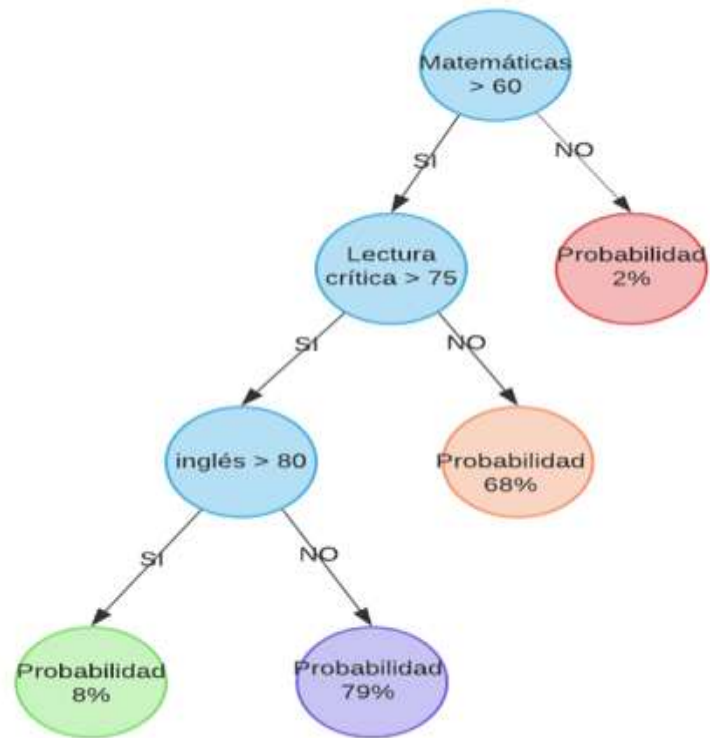 Matemáticas
> 60
SI
NO
Lectura
crítica > 75
Probabilidad
2%
SI
NO
inglés > 80
Probabilidad
68%
SI
NO
Probabilidad
8%
Probabilidad
79%